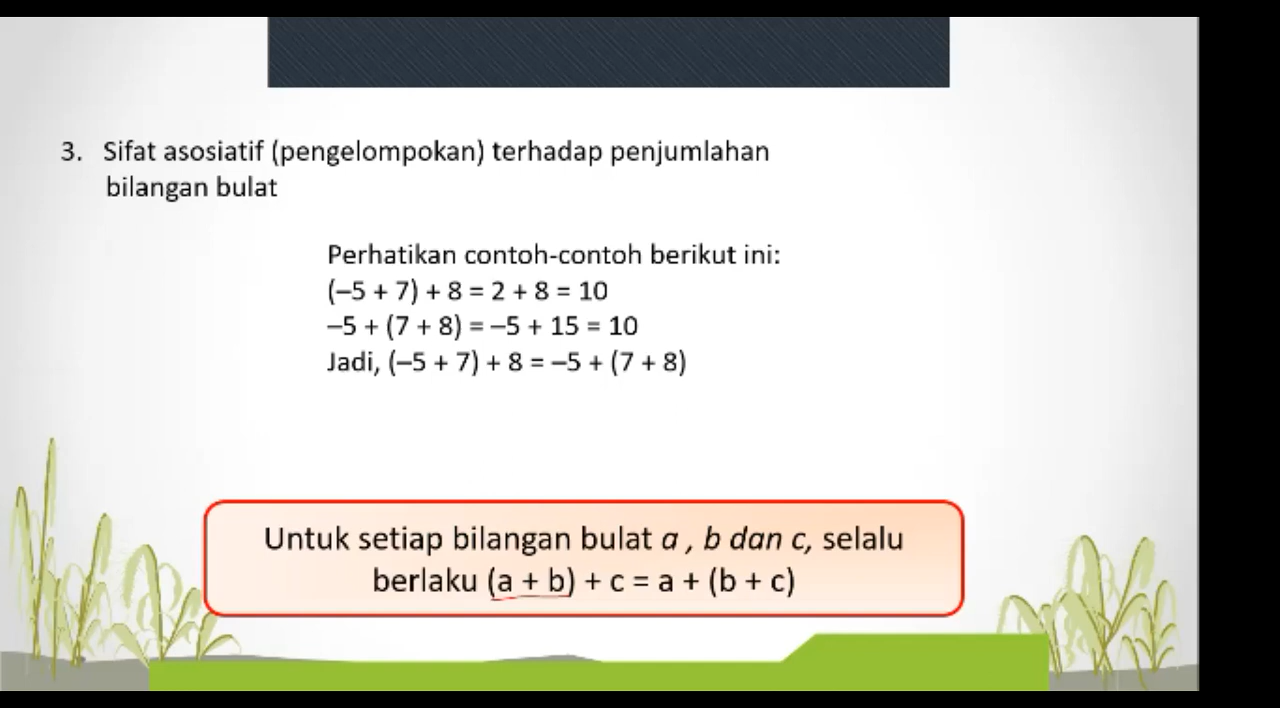 3. Sifat asosiatif (pengelompokan) terhadap penjumlahan
bilangan bulat
Perhatikan contoh-contoh berikut ini:
(–5 + 7) + 8 = 2 + 8 = 10
–5 + (7 + 8) = –5 + 15 = 10
Jadi, (–5 + 7) + 8 = –5 + (7 + 8)
Untuk setiap bilangan bulat a , b dan c, selalu
berlaku (a + b) + c = a + (b + c)